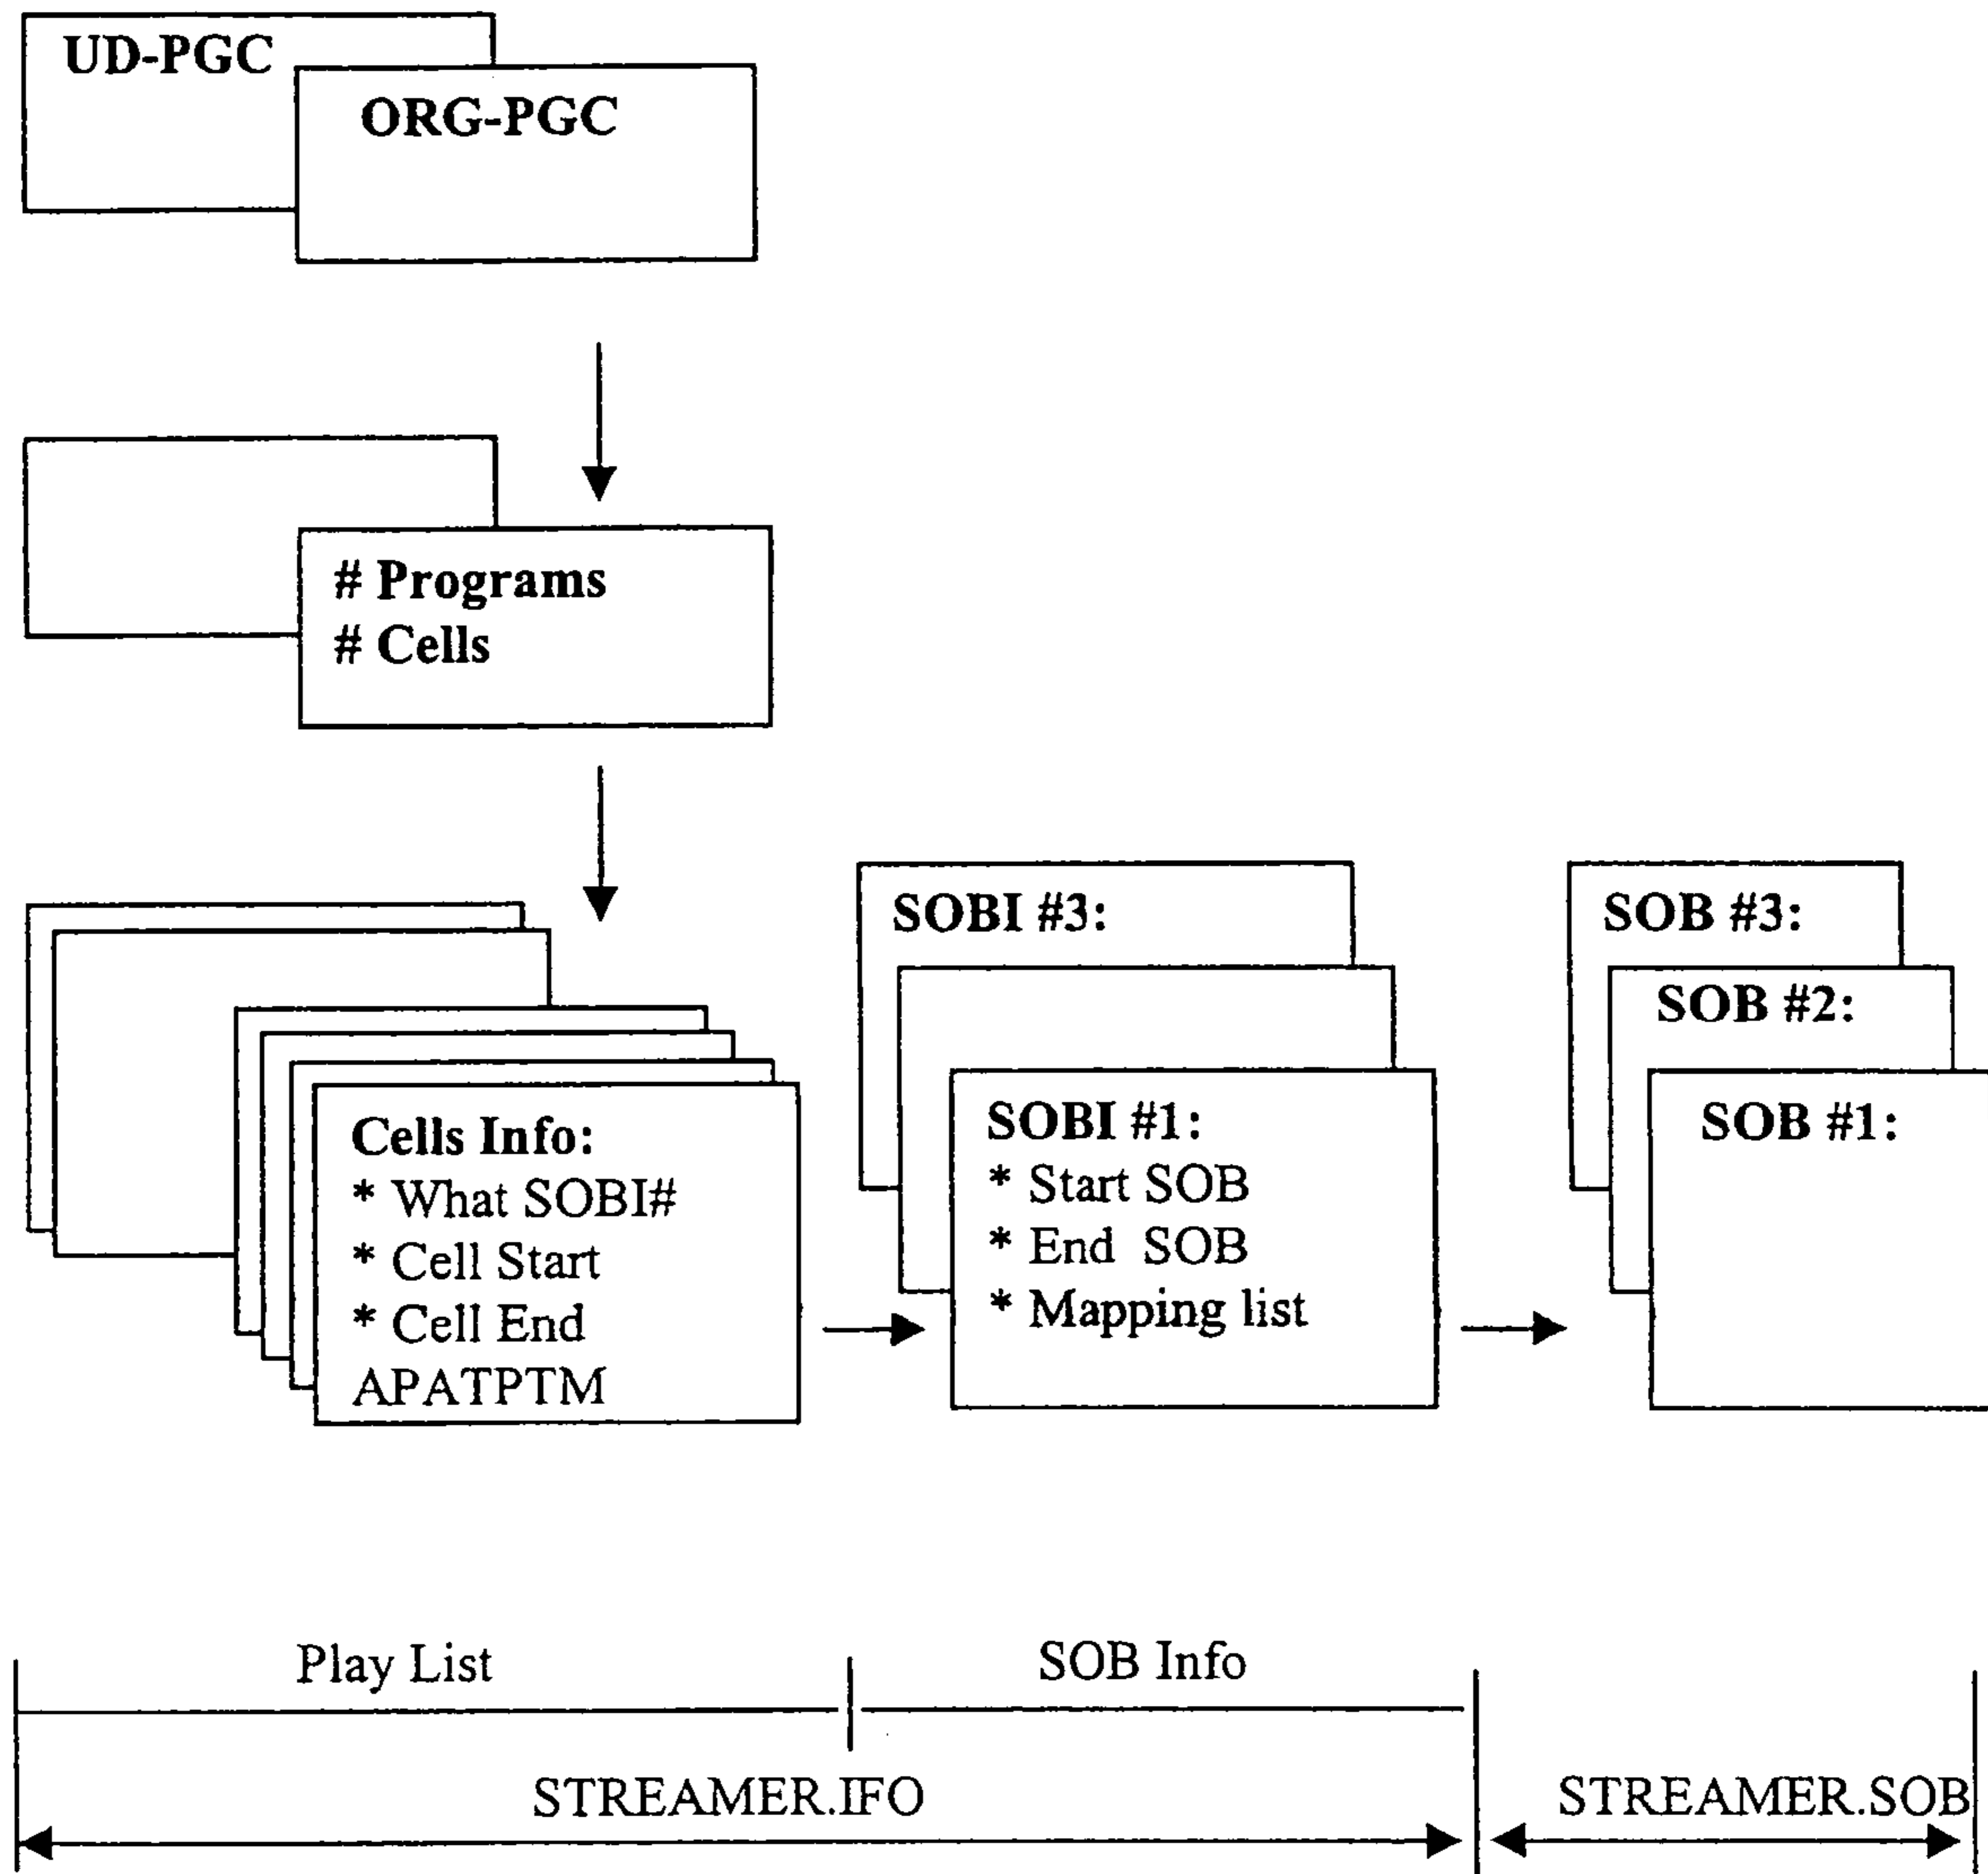 UD-PGC
ORG-PGC
# Programs
# Cells
Cells Info:
* What SOBI#
* Cell Start
* Cell End
APATPTM
SOBI #3:
SOBI #1:
* Start SOB
* End SOB
* Mapping list
SOB #3:
SOB #2:
SOB #1:
Play List
SOB Info
STREAMER.IFO
STREAMER.SOB